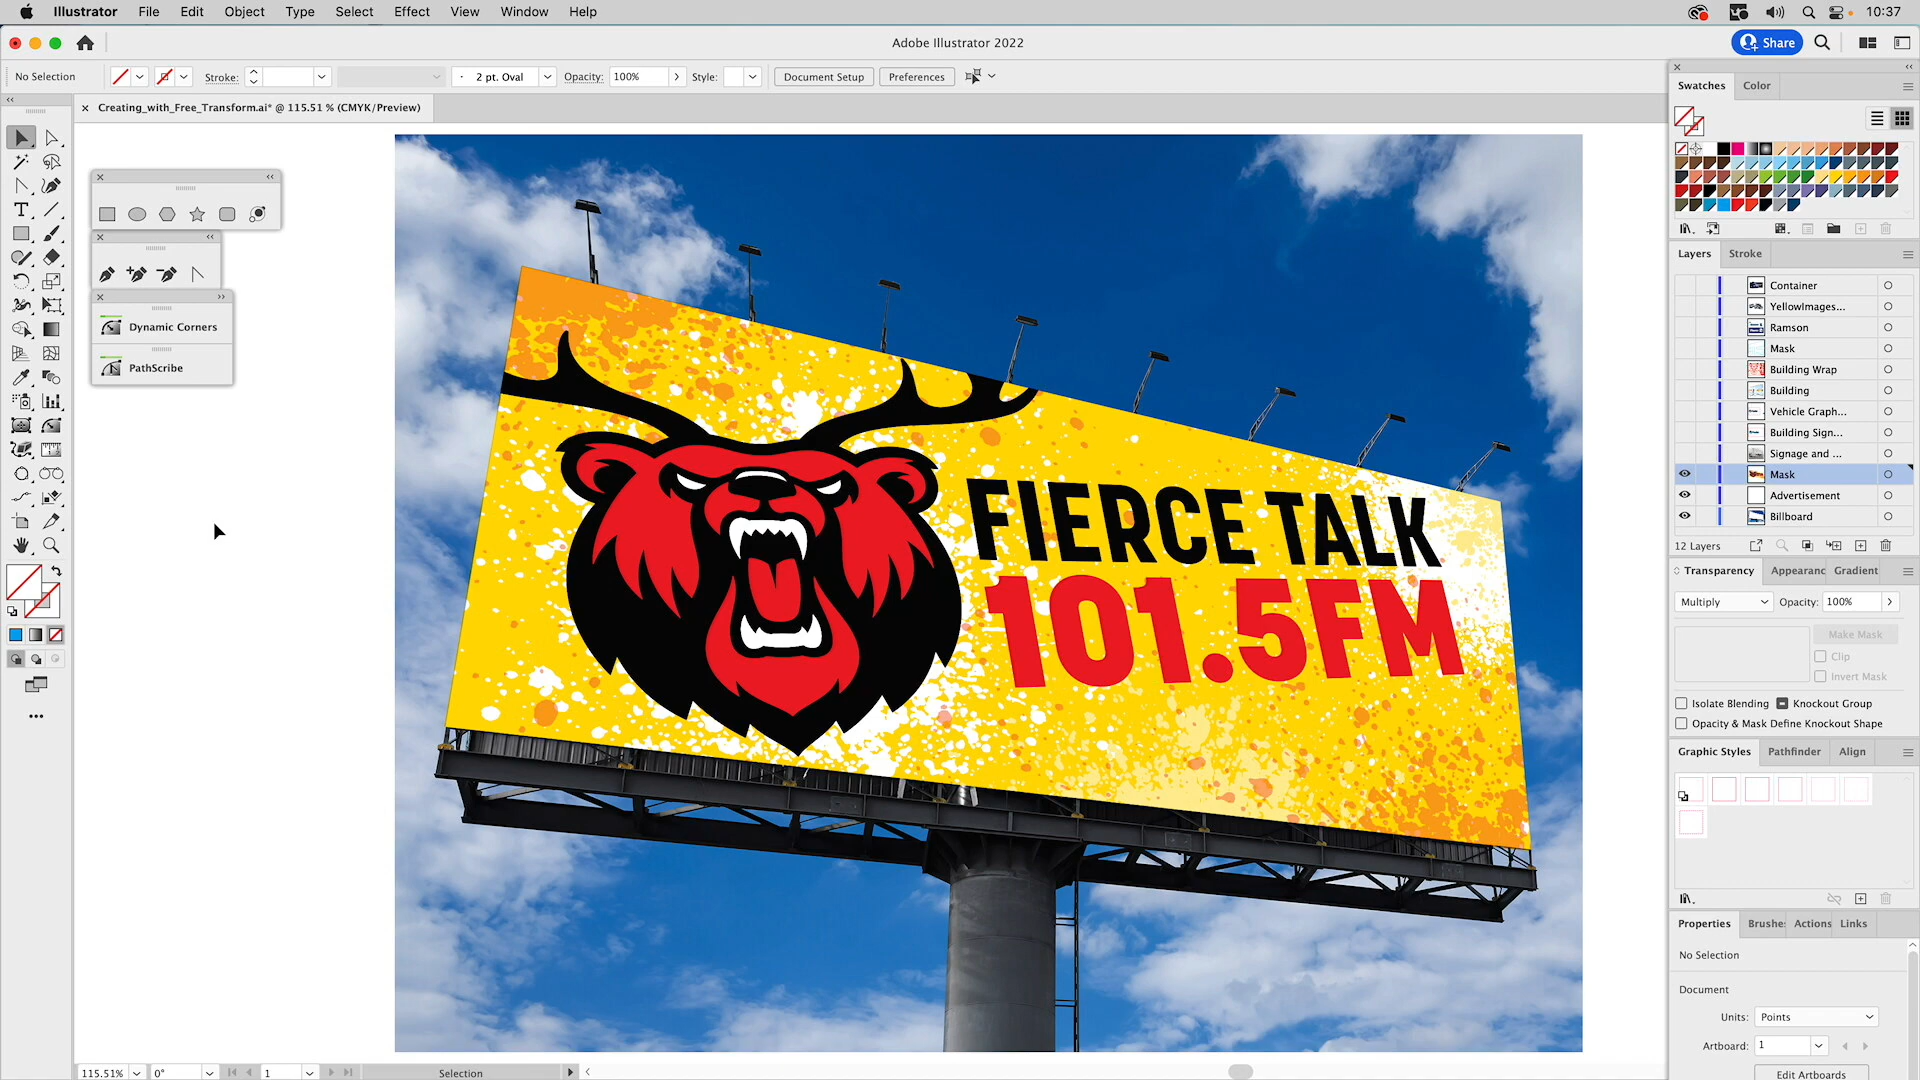 Illustrator File Edit Object Type Select Effect View Window Help 10:37
Adobe Illustrator 2022
Share
No Selection Stroke: 2 pt. Oval Opacity: 100% Style: Document Setup Preferences
Creating_with_Free_Transform.ai* @ 115.51 % (CMYK/Preview)
Dynamic Corners
PathScribe
FIERCE TALK
101.5FM
Swatches Color
Layers Stroke
Container
YellowImages...
Ramson
Mask
Building Wrap
Building
Vehicle Graph...
Building Sign...
Signage and ...
Mask
Advertisement
Billboard
12 Layers
Transparency Appearanc Gradient
Multiply Opacity: 100%
Make Mask
Clip
Invert Mask
Isolate Blending Knockout Group
Opacity & Mask Define Knockout Shape
Graphic Styles Pathfinder Align
Properties Brushe Actions Links
No Selection
Document
Units: Points
Artboard: 1
Edit Artboards
115.51% 0° 1 Selection